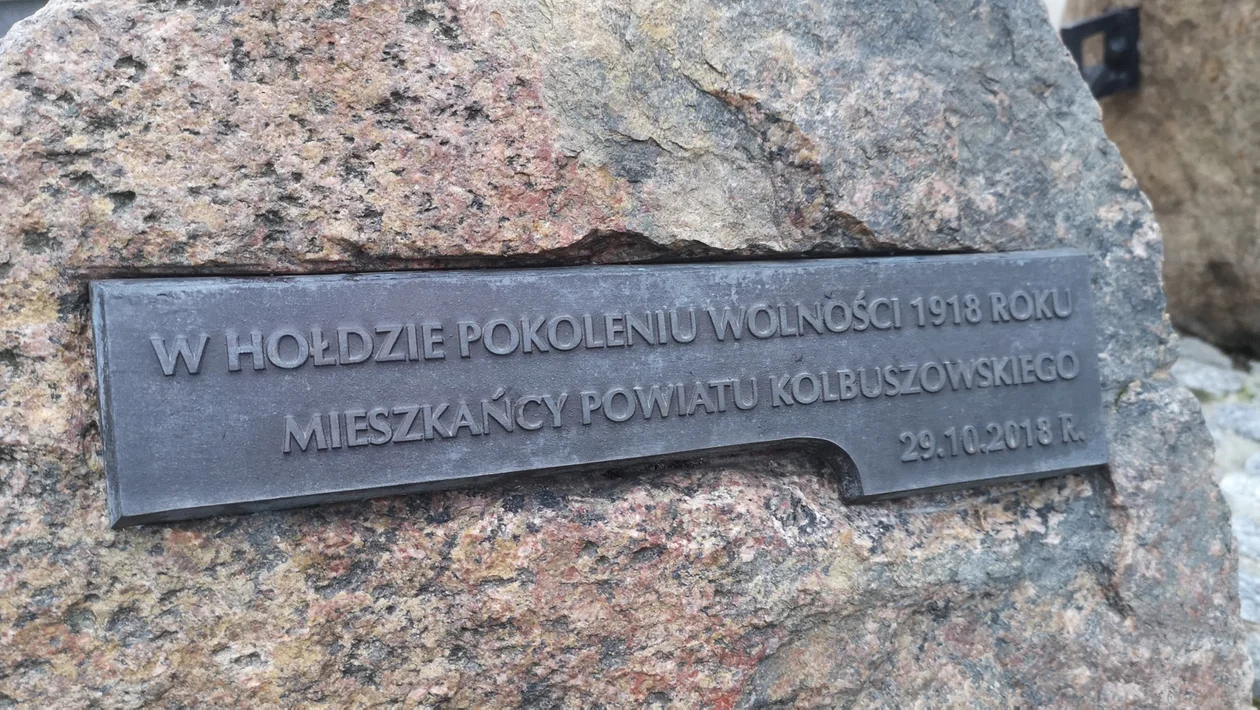 W HOŁDZIE POKOLENIU WOLNOŚCI 1918 ROKU
MIESZKAŃCY POWIATU KOLBUSZOWSKIEGO
29.10.2018 R.